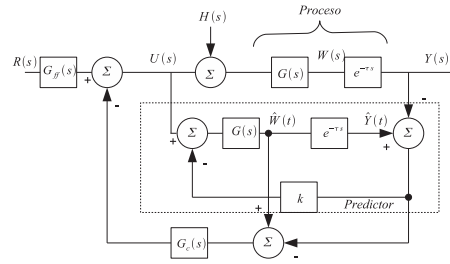 Proceso
H(s)
R(s) G_ff(s) + Σ U(s) Σ G(s) W(s) e^{-τs} Y(s)
- -
+ Σ G(s) Ŵ(t) e^{-τs} Ŷ(t) + Σ
-
k
Predictor
+
G_c(s) Σ -